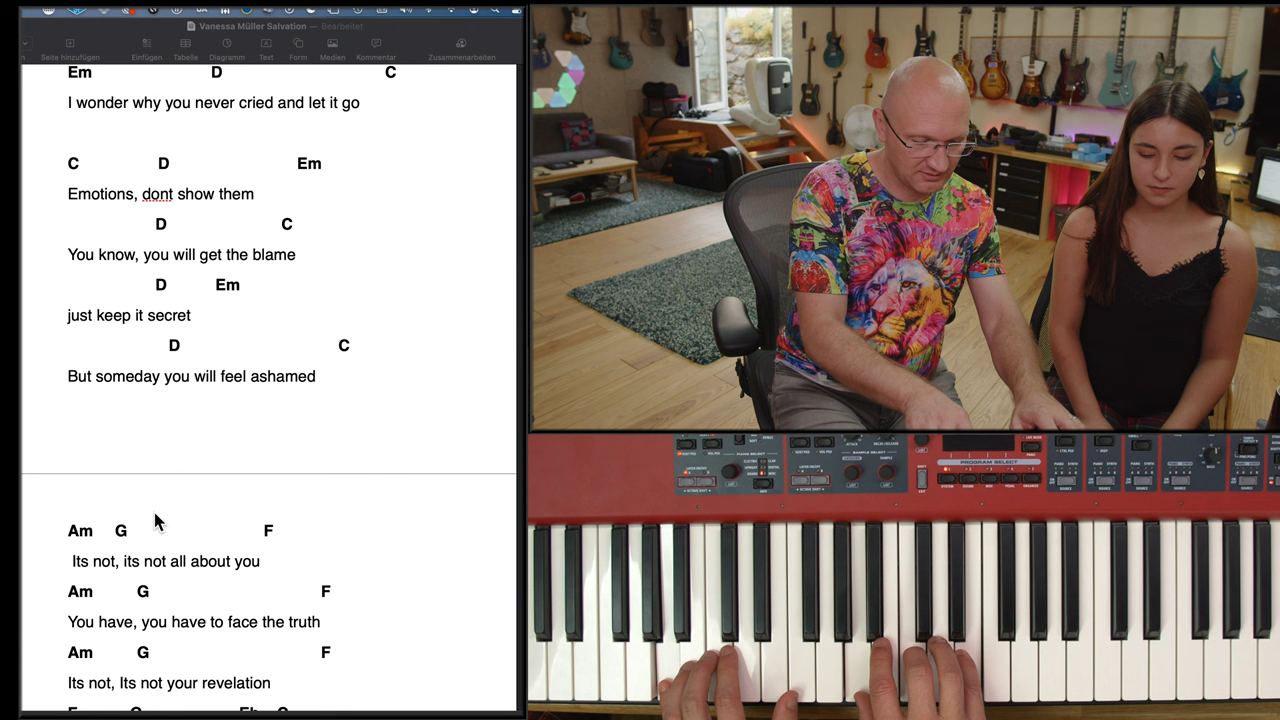 Vanessa Müller Salvation — Bearbeitet
Seite hinzufügen Einfügen Tabelle Diagramm Text Form Medien Kommentar Zusammenarbeiten
Em D C
I wonder why you never cried and let it go
C D Em
Emotions, dont show them
D C
You know, you will get the blame
D Em
just keep it secret
D C
But someday you will feel ashamed
Am G F
Its not, its not all about you
Am G F
You have, you have to face the truth
Am G F
Its not, Its not your revelation
PROGRAM SELECT